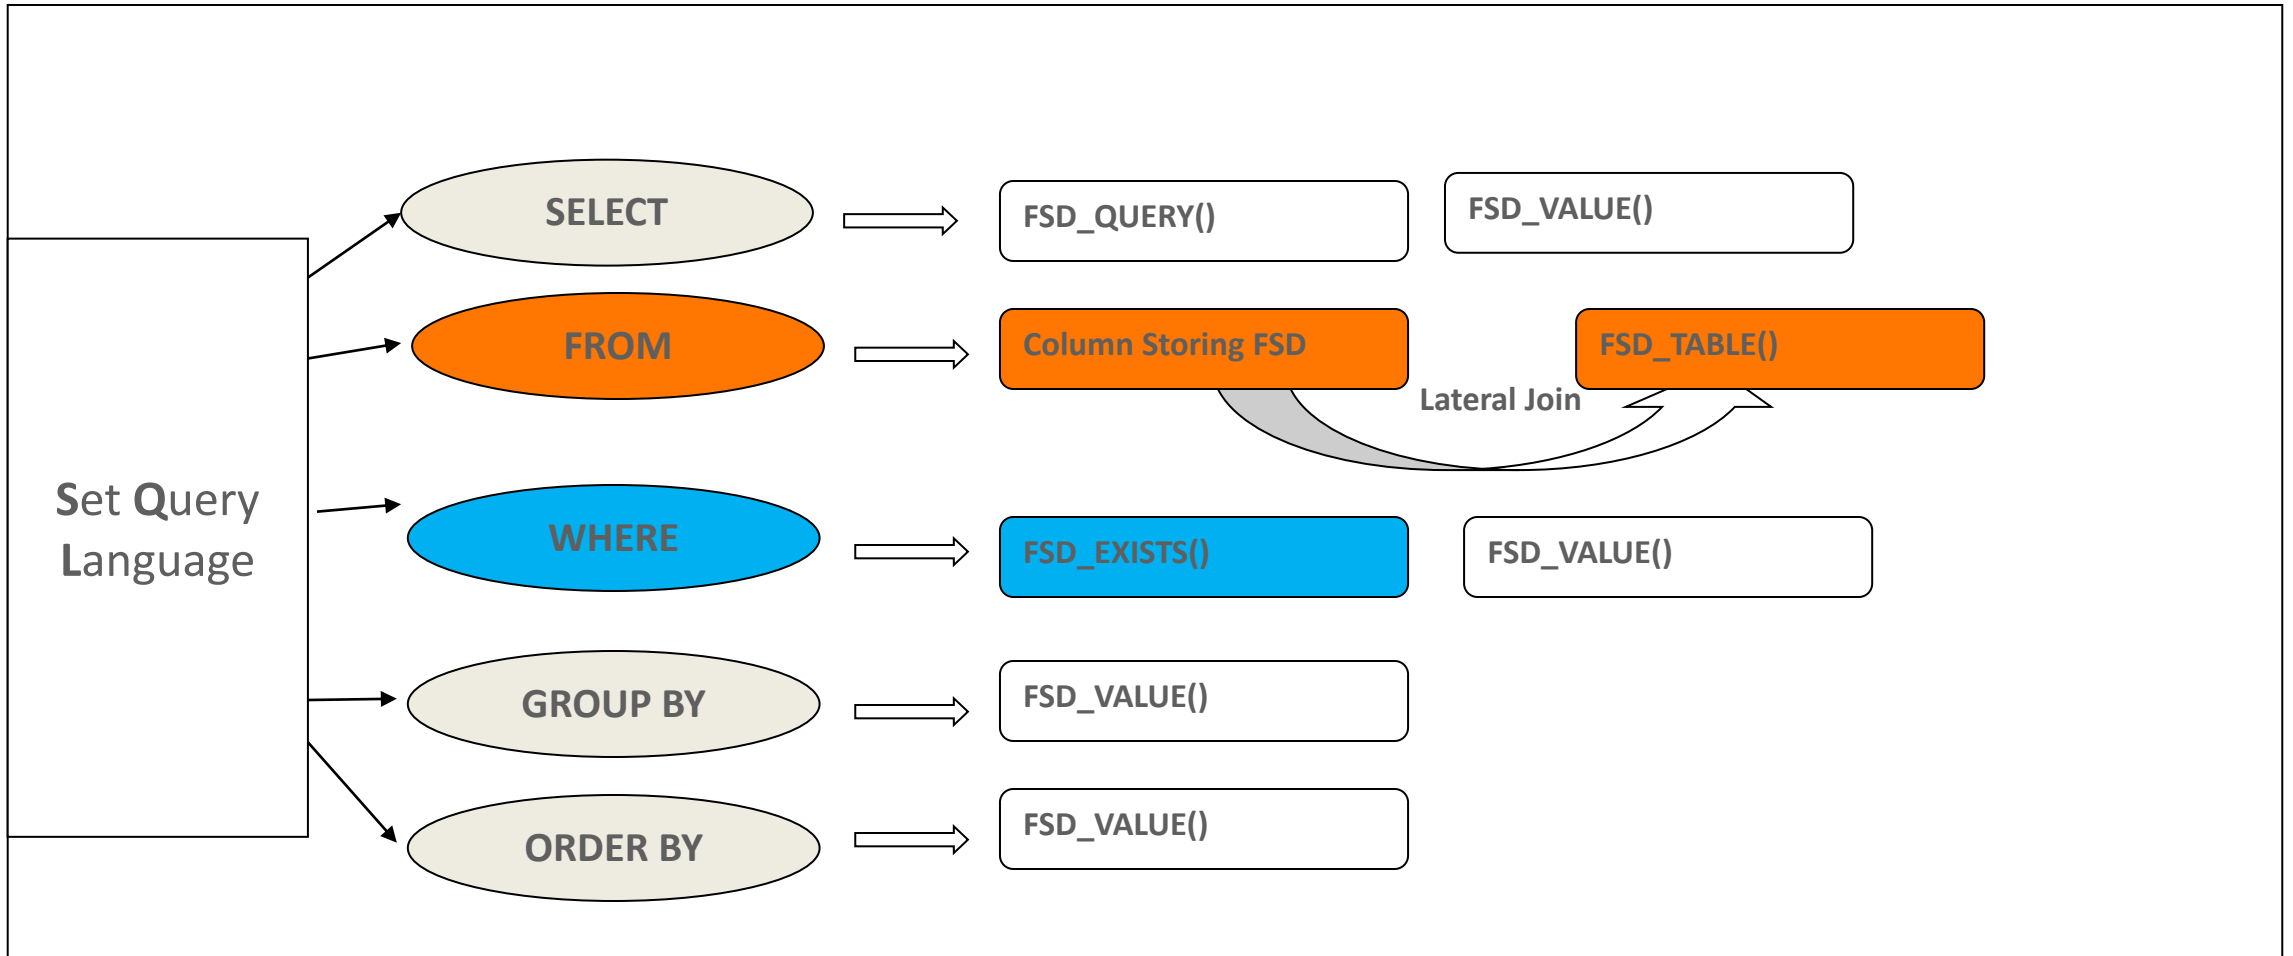 SELECT
FSD_QUERY()
FSD_VALUE()
FROM
Column Storing FSD
FSD_TABLE()
Lateral Join
Set Query
Language
WHERE
FSD_EXISTS()
FSD_VALUE()
GROUP BY
FSD_VALUE()
ORDER BY
FSD_VALUE()